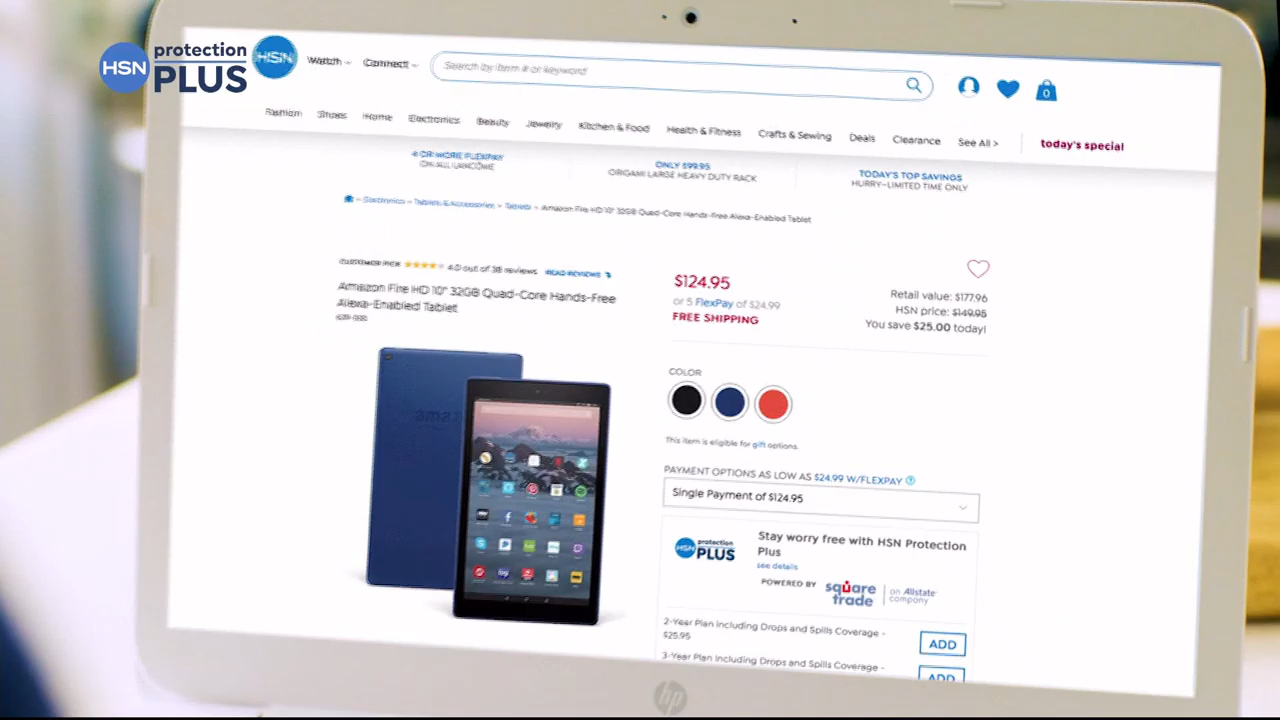 HSN protection PLUS
HSN Watch Connect Search by item # or keyword 0
Fashion Shoes Home Electronics Beauty Jewelry Kitchen & Food Health & Fitness Crafts & Sewing Deals Clearance See All > today's special
4 OR MORE FLEXPAY
ON ALL LANCOME
ONLY $99.95
ORIGAMI LARGE HEAVY DUTY RACK
TODAY'S TOP SAVINGS
HURRY–LIMITED TIME ONLY
Electronics > Tablets & Accessories > Tablets > Amazon Fire HD 10" 32GB Quad-Core Hands-Free Alexa-Enabled Tablet
CUSTOMER PICK 4.0 out of 38 reviews READ REVIEWS
Amazon Fire HD 10" 32GB Quad-Core Hands-Free
Alexa-Enabled Tablet
amazon
$124.95
or 5 FlexPay of $24.99
FREE SHIPPING
Retail value: $177.96
HSN price: $149.95
You save $25.00 today!
COLOR
This item is eligible for gift options.
PAYMENT OPTIONS AS LOW AS $24.99 W/FLEXPAY ?
Single Payment of $124.95
HSN protection PLUS
Stay worry free with HSN Protection
Plus
see details
POWERED BY square trade | an Allstate company
2-Year Plan Including Drops and Spills Coverage -
$25.95
ADD
3-Year Plan Including Drops and Spills Coverage -
ADD
hp